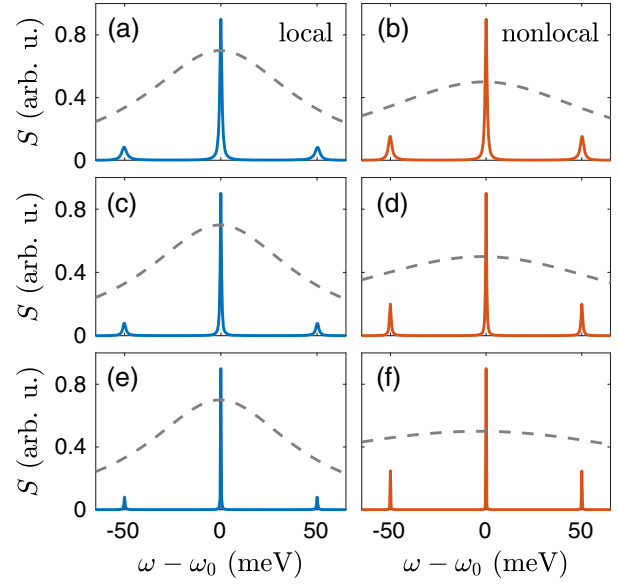 (a) local
(b) nonlocal
S (arb. u.)
0.8
0.4
0
(c)
(d)
S (arb. u.)
0.8
0.4
0
(e)
(f)
S (arb. u.)
0.8
0.4
0
-50 0 50
-50 0 50
ω − ω₀ (meV)
ω − ω₀ (meV)